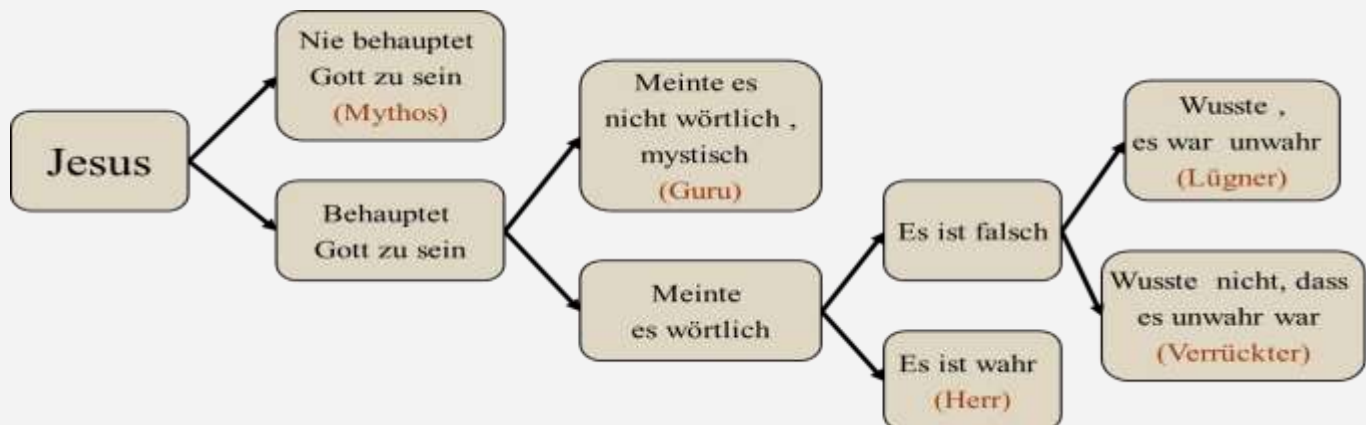 Jesus
Nie behauptet
Gott zu sein
(Mythos)
Behauptet
Gott zu sein
Meinte es
nicht wörtlich ,
mystisch
(Guru)
Meinte
es wörtlich
Es ist falsch
Es ist wahr
(Herr)
Wusste ,
es war unwahr
(Lügner)
Wusste nicht, dass
es unwahr war
(Verrückter)